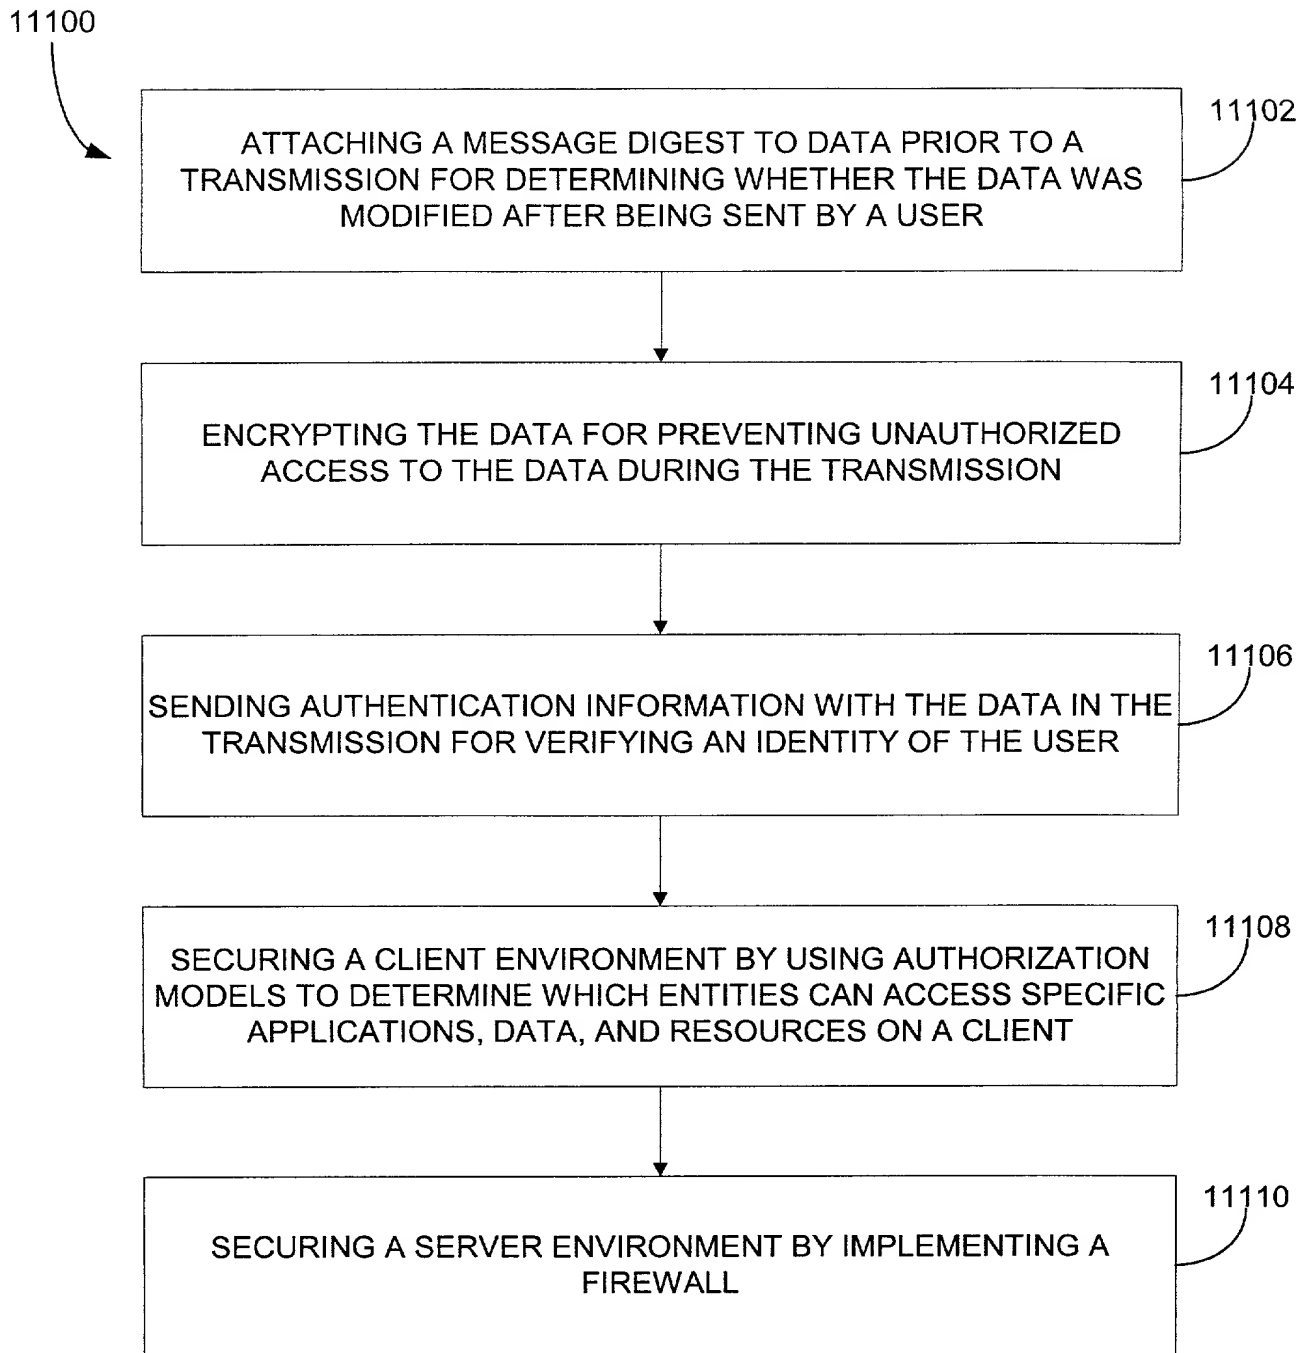 11100
11102
ATTACHING A MESSAGE DIGEST TO DATA PRIOR TO A
TRANSMISSION FOR DETERMINING WHETHER THE DATA WAS
MODIFIED AFTER BEING SENT BY A USER
11104
ENCRYPTING THE DATA FOR PREVENTING UNAUTHORIZED
ACCESS TO THE DATA DURING THE TRANSMISSION
11106
SENDING AUTHENTICATION INFORMATION WITH THE DATA IN THE
TRANSMISSION FOR VERIFYING AN IDENTITY OF THE USER
11108
SECURING A CLIENT ENVIRONMENT BY USING AUTHORIZATION
MODELS TO DETERMINE WHICH ENTITIES CAN ACCESS SPECIFIC
APPLICATIONS, DATA, AND RESOURCES ON A CLIENT
11110
SECURING A SERVER ENVIRONMENT BY IMPLEMENTING A
FIREWALL